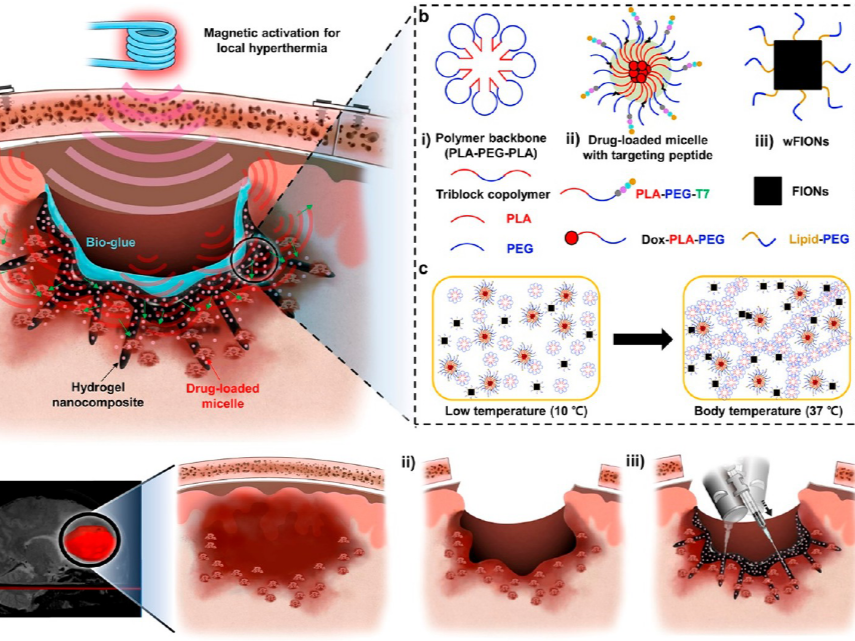 Magnetic activation for
local hyperthermia
Bio-glue
Hydrogel
nanocomposite
Drug-loaded
micelle
b
i) Polymer backbone
(PLA-PEG-PLA)
Triblock copolymer
PLA
PEG
ii) Drug-loaded micelle
with targeting peptide
PLA-PEG-T7
Dox-PLA-PEG
iii) wFIONs
FIONs
Lipid-PEG
c
Low temperature (10 ℃)
Body temperature (37 ℃)
ii)
iii)